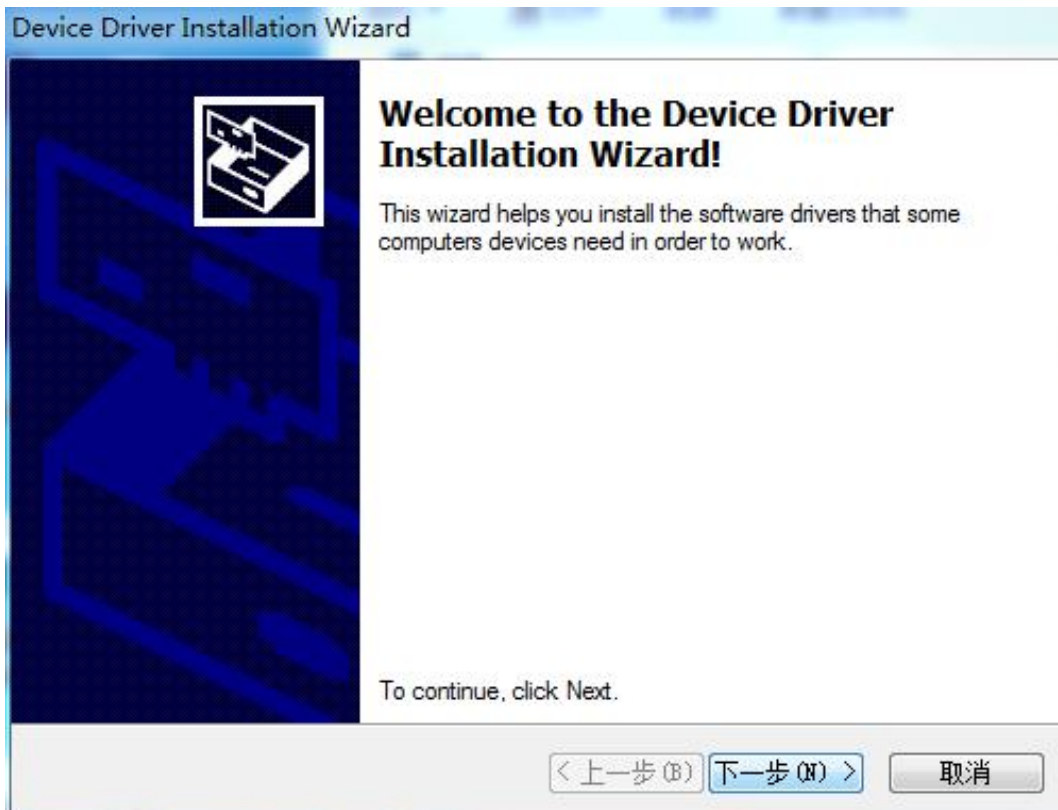 Device Driver Installation Wizard
Welcome to the Device Driver
Installation Wizard!
This wizard helps you install the software drivers that some
computers devices need in order to work.
To continue, click Next.
< 上一步(B) 下一步(N) > 取消